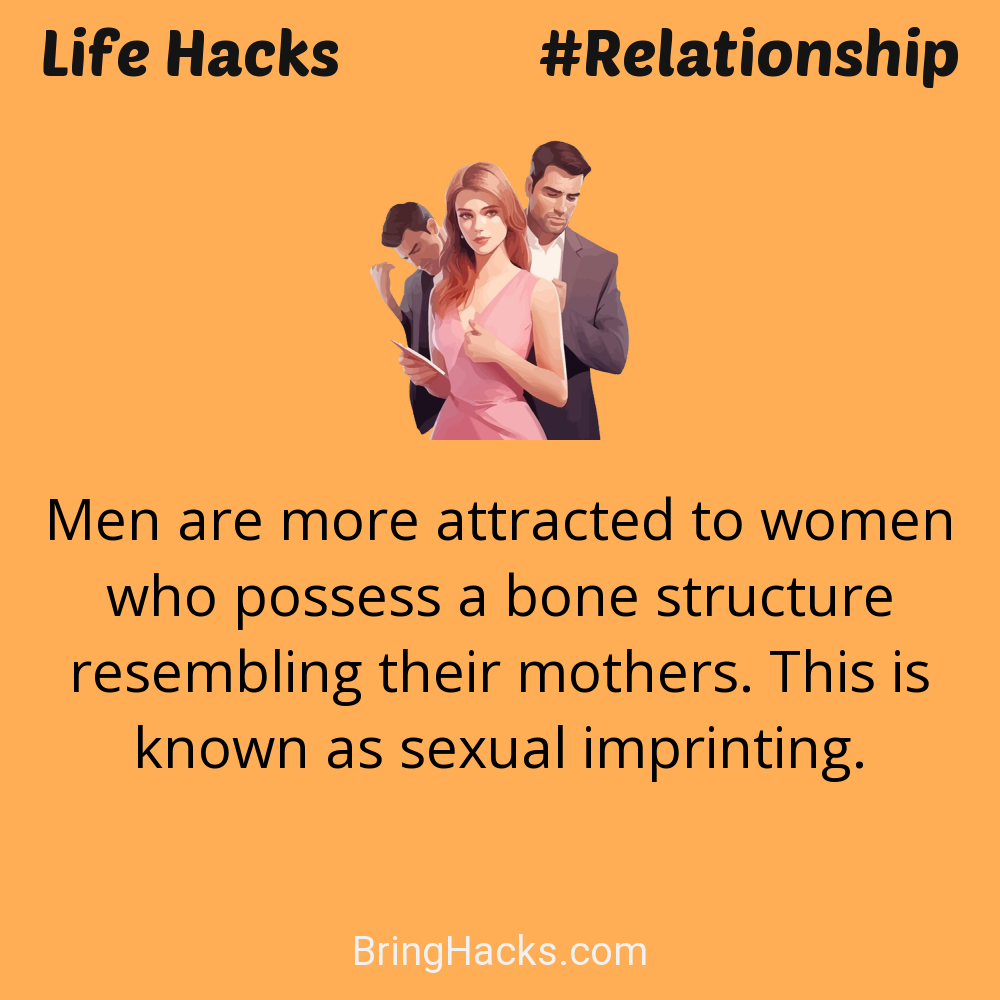 Life Hacks #Relationship
Men are more attracted to women
who possess a bone structure
resembling their mothers. This is
known as sexual imprinting.
BringHacks.com